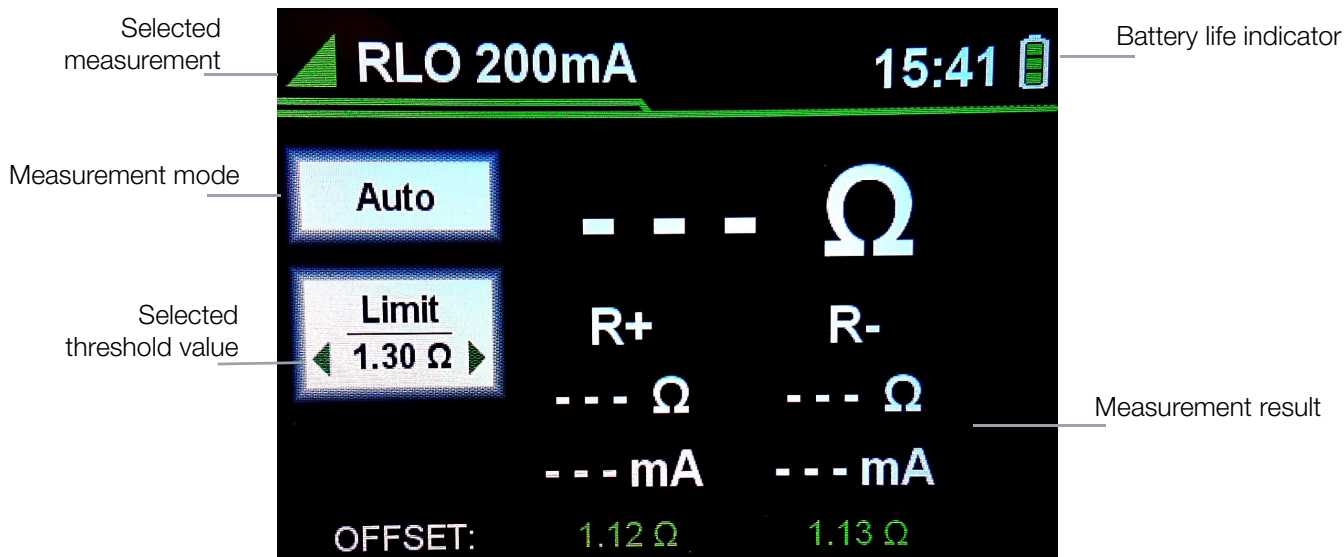 Selected
measurement
RLO 200mA
15:41
Battery life indicator
Measurement mode
Auto
- - - Ω
Selected
threshold value
Limit
1.30 Ω
R+ R-
- - - Ω - - - Ω
- - - mA - - - mA
Measurement result
OFFSET: 1.12 Ω 1.13 Ω